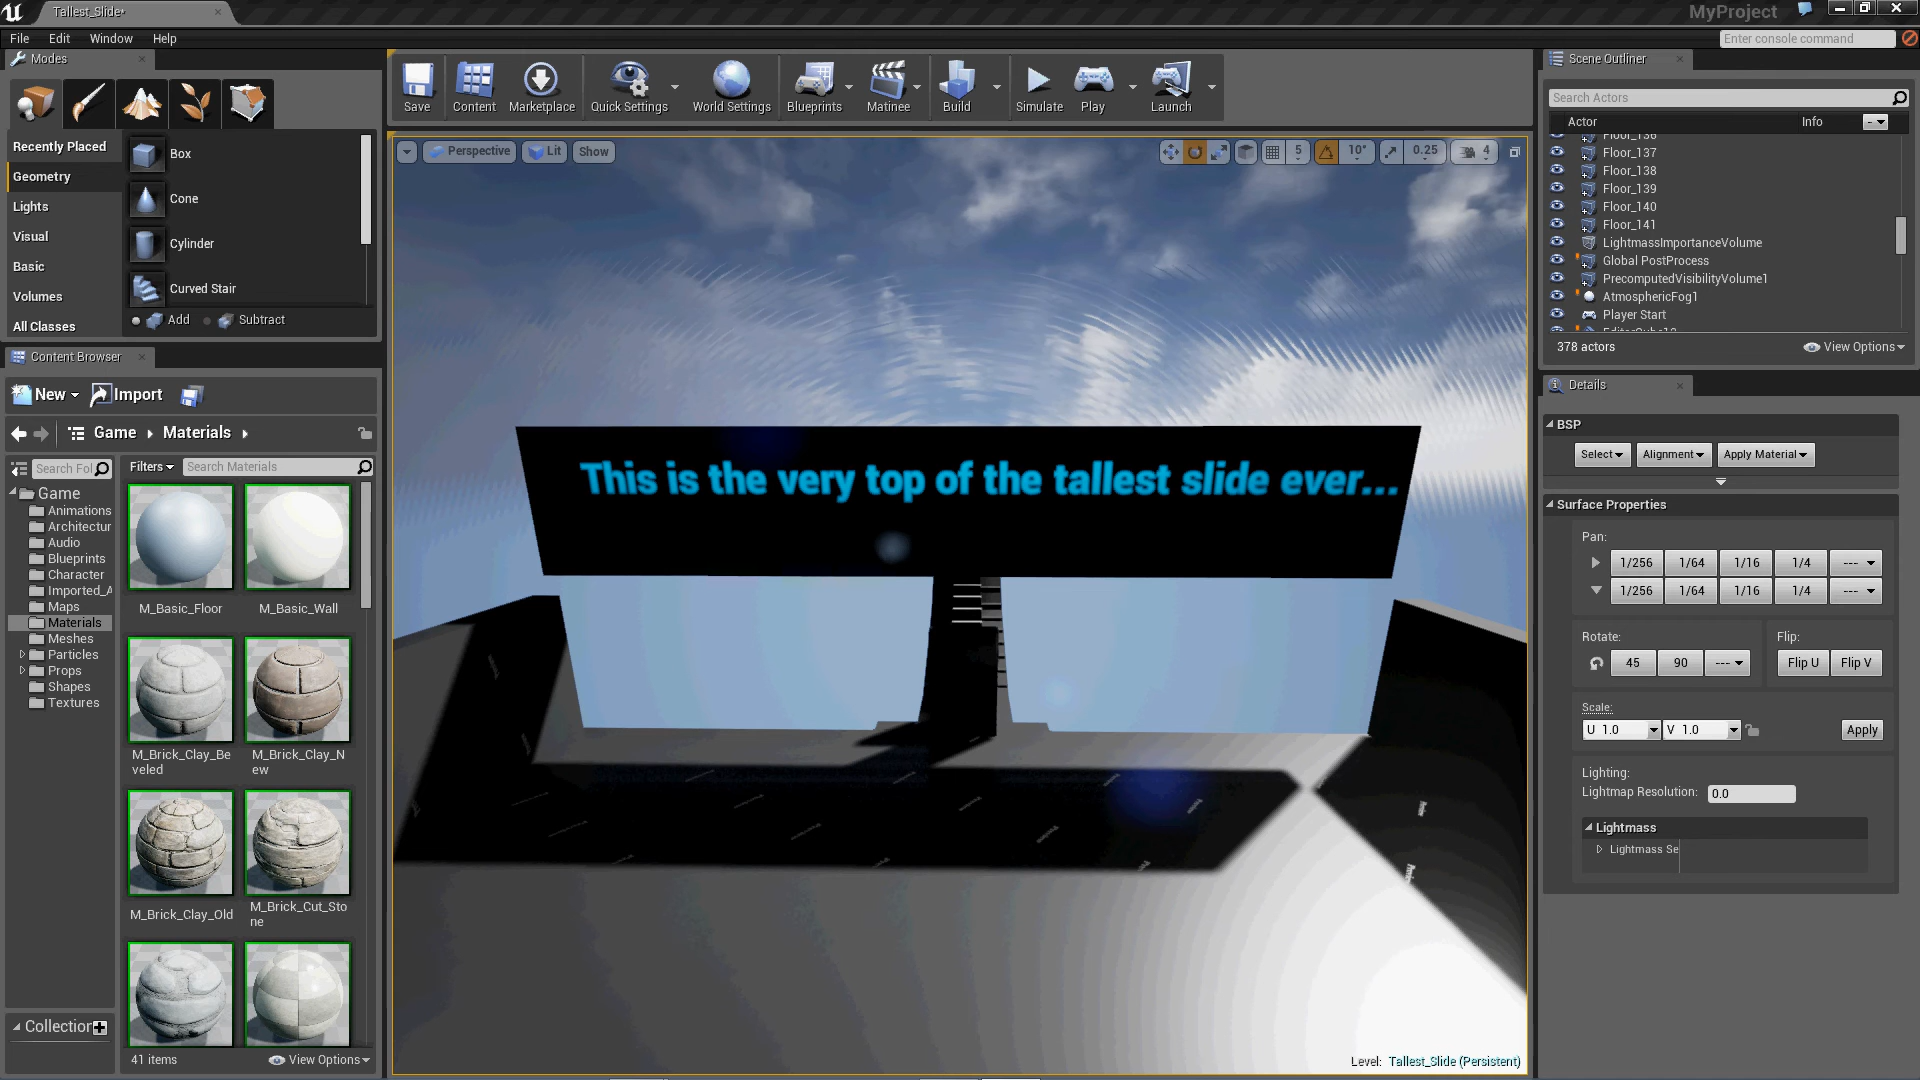 Tallest_Slide*
MyProject
File Edit Window Help
Enter console command
Modes
Save Content Marketplace Quick Settings World Settings Blueprints Matinee Build Simulate Play Launch
Recently Placed
Geometry
Lights
Visual
Basic
Volumes
All Classes
Box
Cone
Cylinder
Curved Stair
Add Subtract
Content Browser
New Import
Game Materials
Search Fol
Filters Search Materials
Game
Animations
Architectur
Audio
Blueprints
Character
Imported_A
Maps
Materials
Meshes
Particles
Props
Shapes
Textures
M_Basic_Floor M_Basic_Wall
M_Brick_Clay_Be
veled
M_Brick_Clay_N
ew
M_Brick_Clay_Old
M_Brick_Cut_Sto
ne
Collection
41 items View Options
Perspective Lit Show
5 10° 0.25 4
This is the very top of the tallest slide ever...
Level: Tallest_Slide (Persistent)
Scene Outliner
Search Actors
Actor Info
Floor_136
Floor_137
Floor_138
Floor_139
Floor_140
Floor_141
LightmassImportanceVolume
Global PostProcess
PrecomputedVisibilityVolume1
AtmosphericFog1
Player Start
378 actors View Options
Details
BSP
Select Alignment Apply Material
Surface Properties
Pan:
1/256 1/64 1/16 1/4 ---
1/256 1/64 1/16 1/4 ---
Rotate: Flip:
45 90 --- Flip U Flip V
Scale:
U 1.0 V 1.0 Apply
Lighting:
Lightmap Resolution: 0.0
Lightmass
Lightmass Se